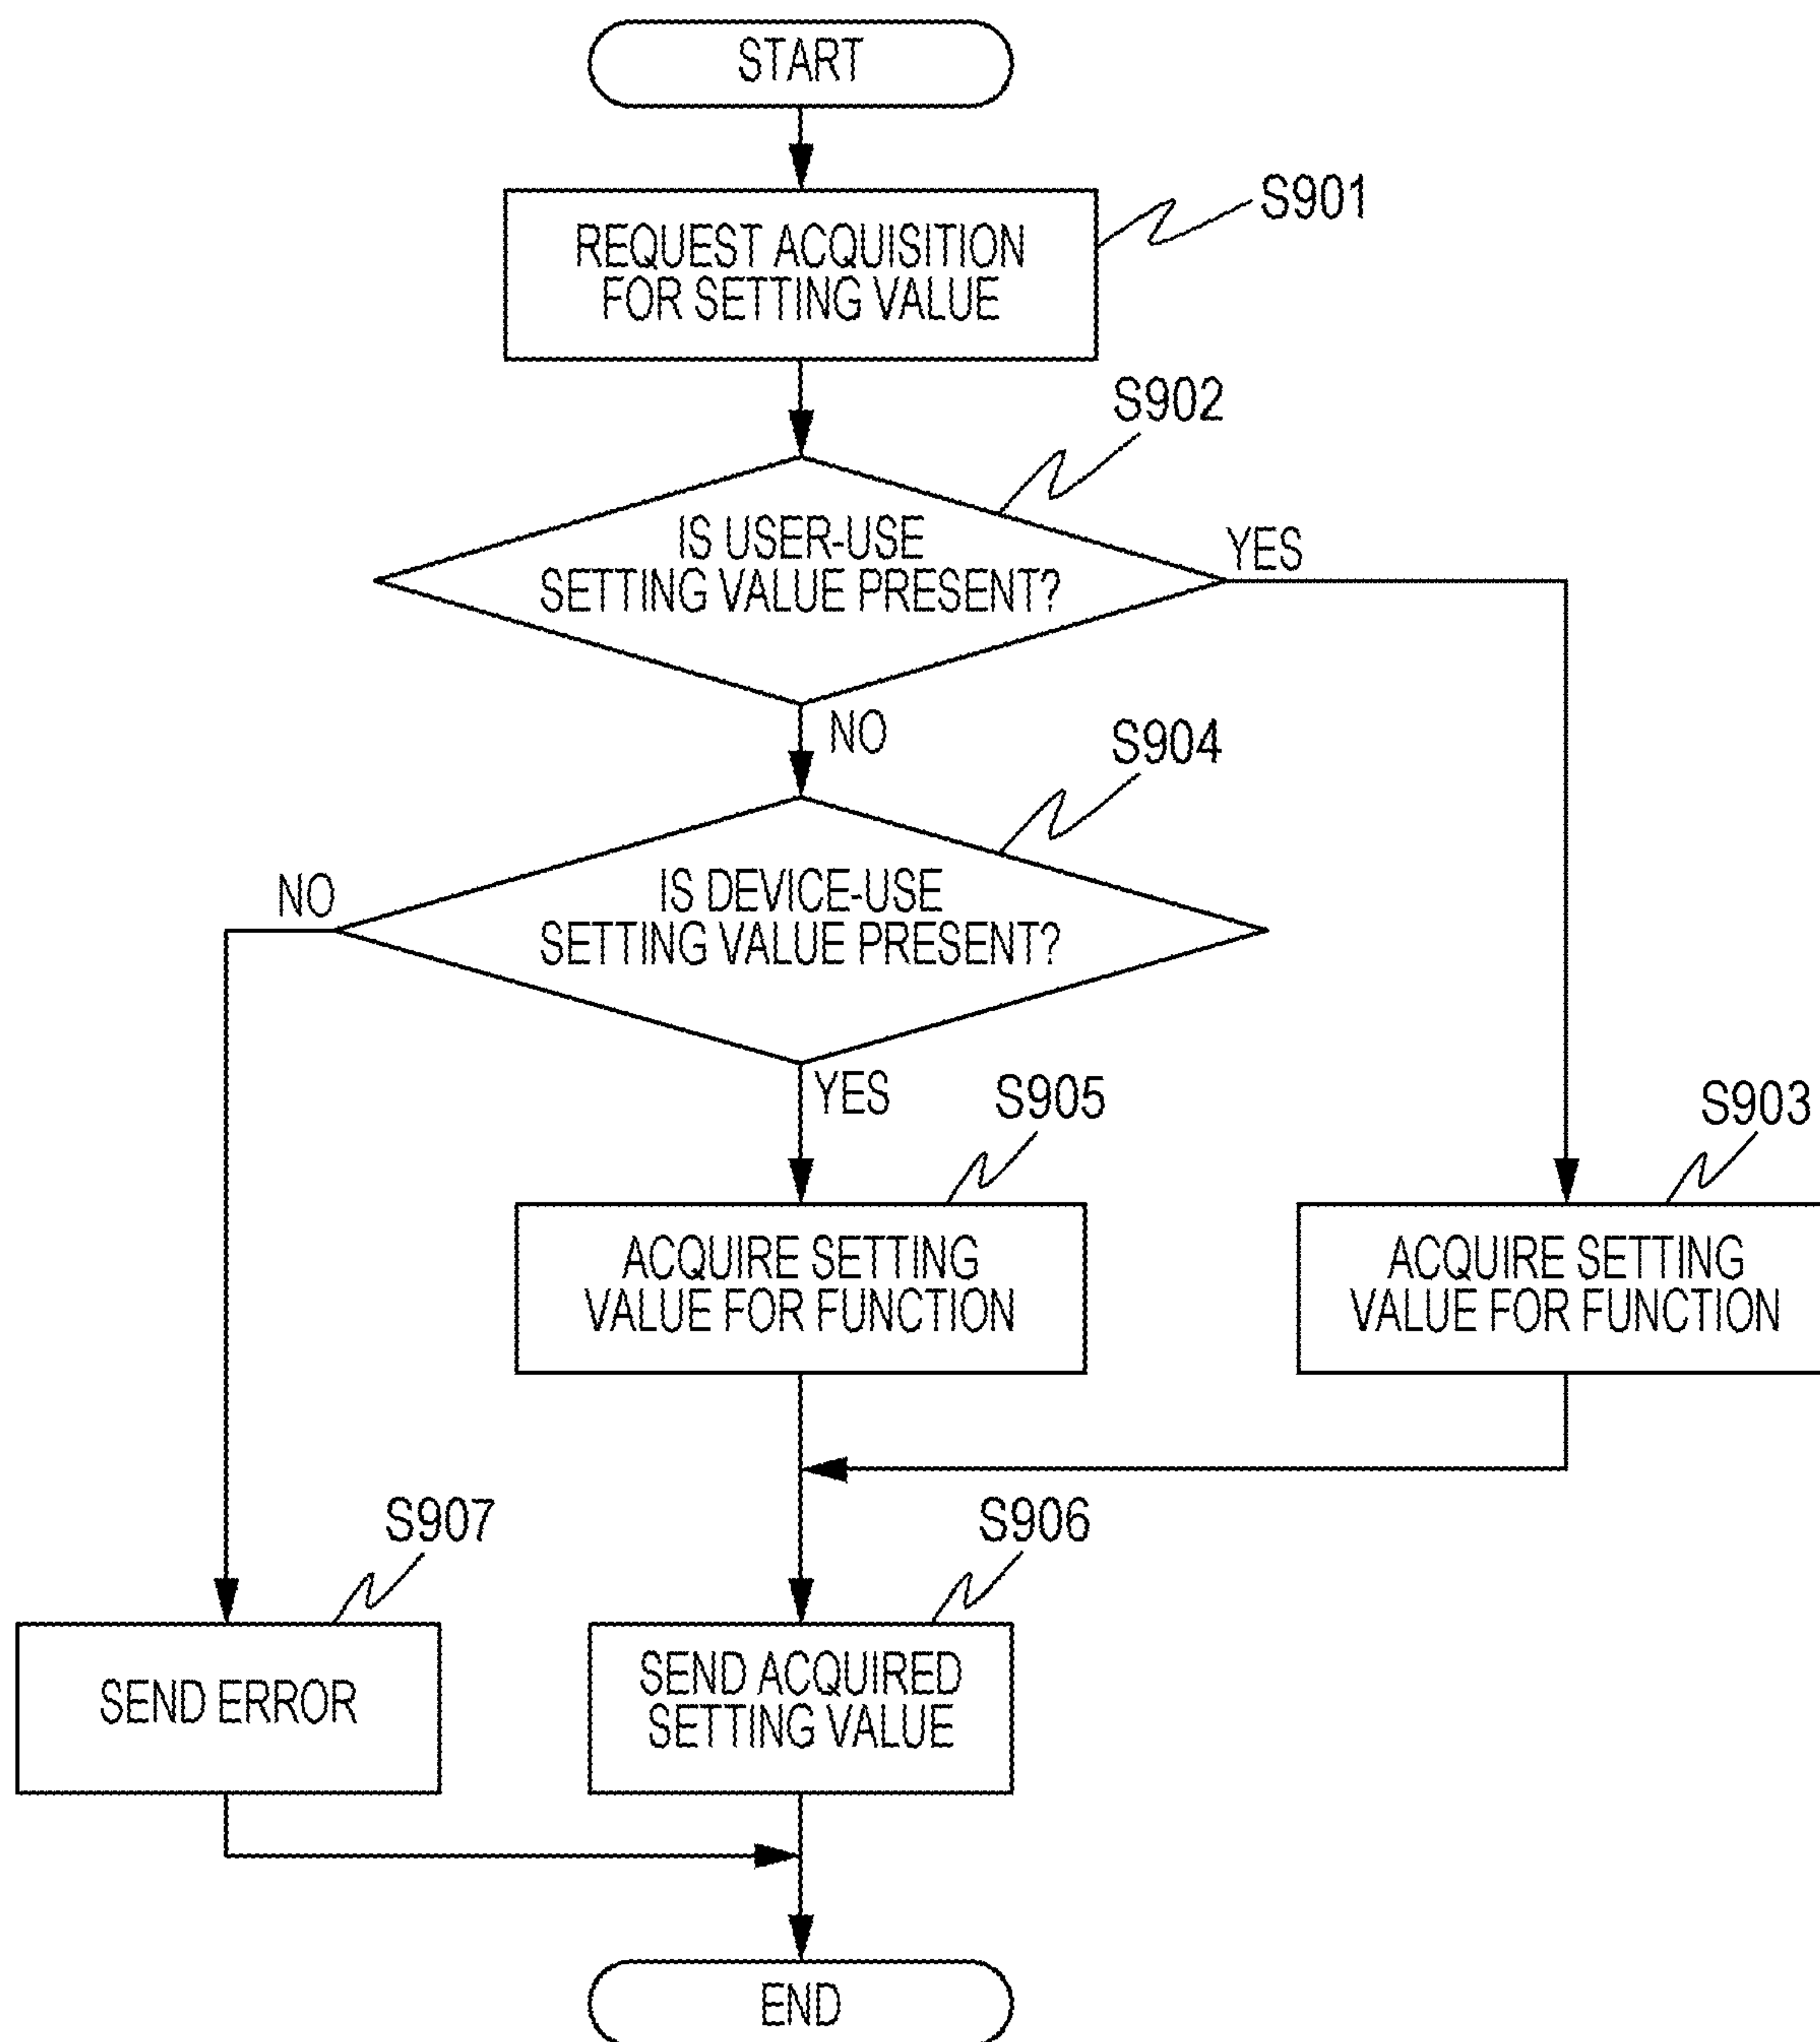 START
S901
REQUEST ACQUISITION
FOR SETTING VALUE
S902
IS USER-USE
SETTING VALUE PRESENT?
YES
NO
S904
IS DEVICE-USE
SETTING VALUE PRESENT?
NO
YES
S905
S903
ACQUIRE SETTING
VALUE FOR FUNCTION
ACQUIRE SETTING
VALUE FOR FUNCTION
S907
S906
SEND ERROR
SEND ACQUIRED
SETTING VALUE
END